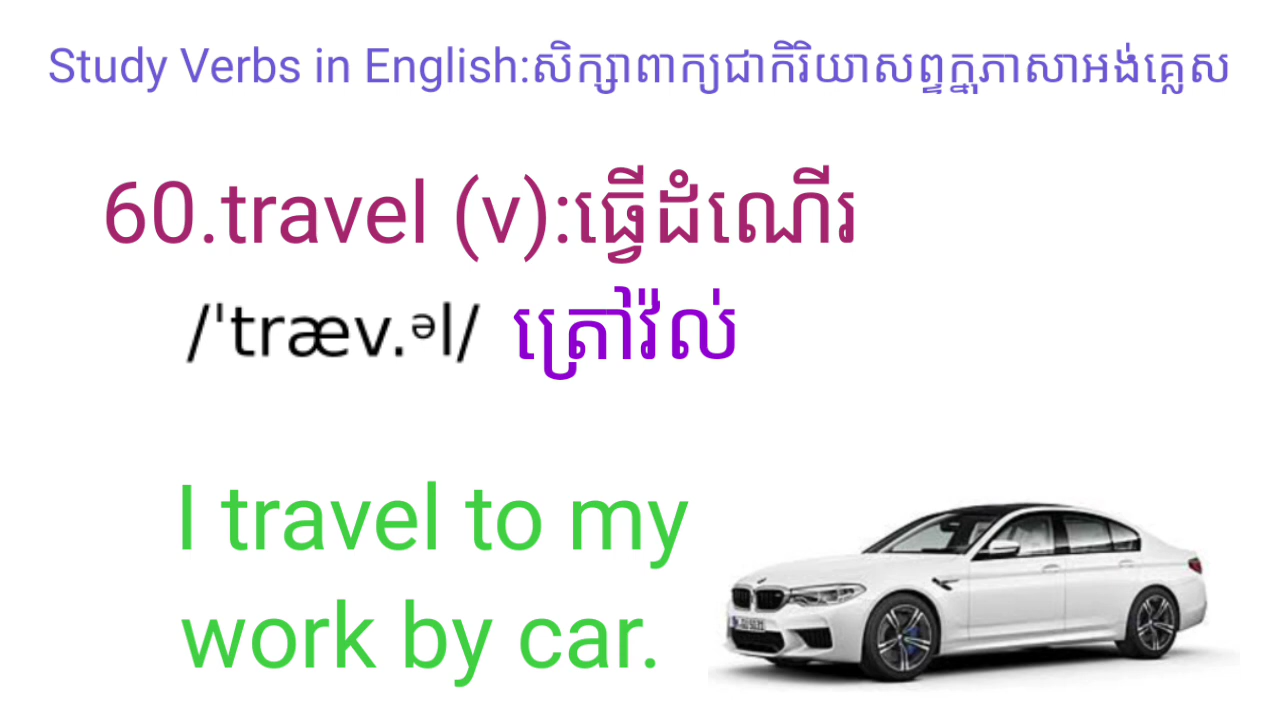 Study Verbs in English:សិក្សាពាក្យជាកិរិយាសព្ទក្នុភាសាអង់គ្លេស
60.travel (v):ធ្វើដំណើរ
/ˈtræv.ᵊl/ ត្រៅវ៉ល់
I travel to my
work by car.